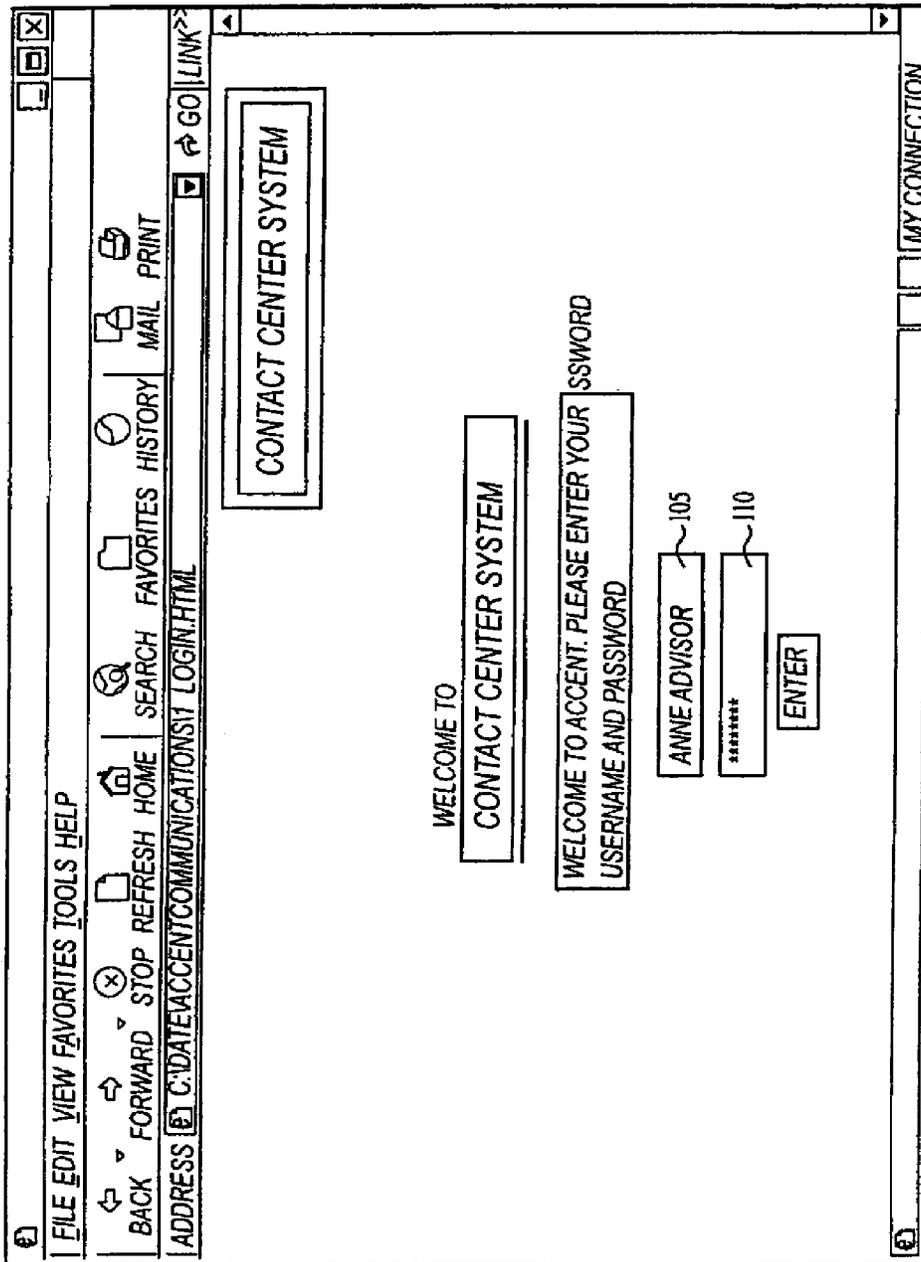 FILE EDIT VIEW FAVORITES TOOLS HELP
BACK FORWARD STOP REFRESH HOME SEARCH FAVORITES HISTORY MAIL PRINT
ADDRESS C:\DATE\ACCENTCOMMUNICATIONS\1 LOGIN.HTML GO LINK>>
CONTACT CENTER SYSTEM
WELCOME TO
CONTACT CENTER SYSTEM
WELCOME TO ACCENT. PLEASE ENTER YOUR SSWORD
USERNAME AND PASSWORD
ANNE ADVISOR 105
******** 110
ENTER
MY CONNECTION